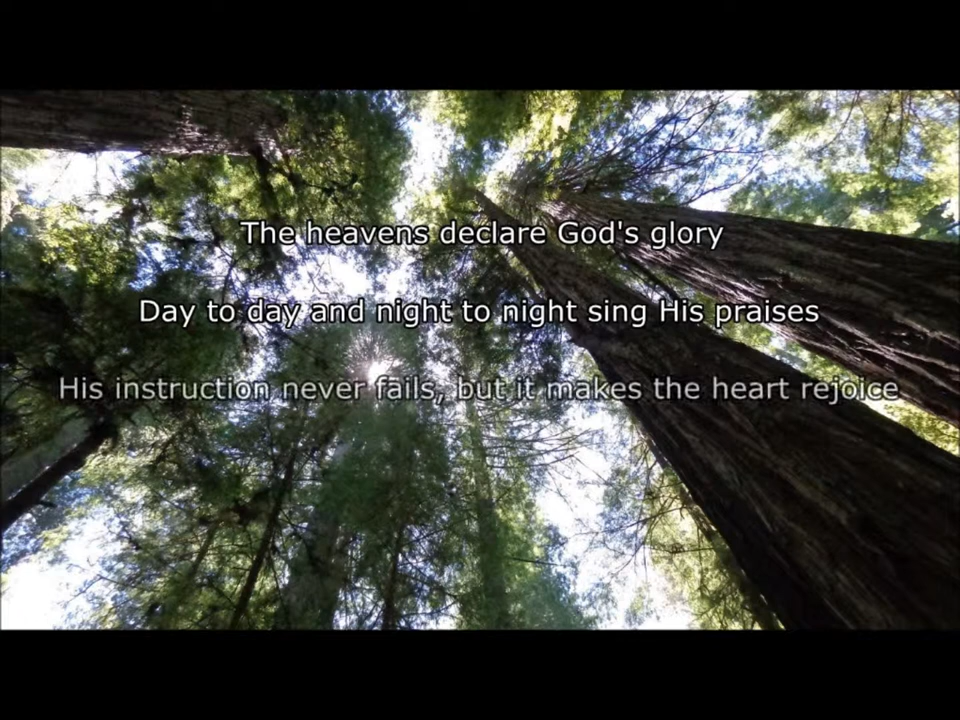 The heavens declare God's glory
Day to day and night to night sing His praises
His instruction never fails, but it makes the heart rejoice